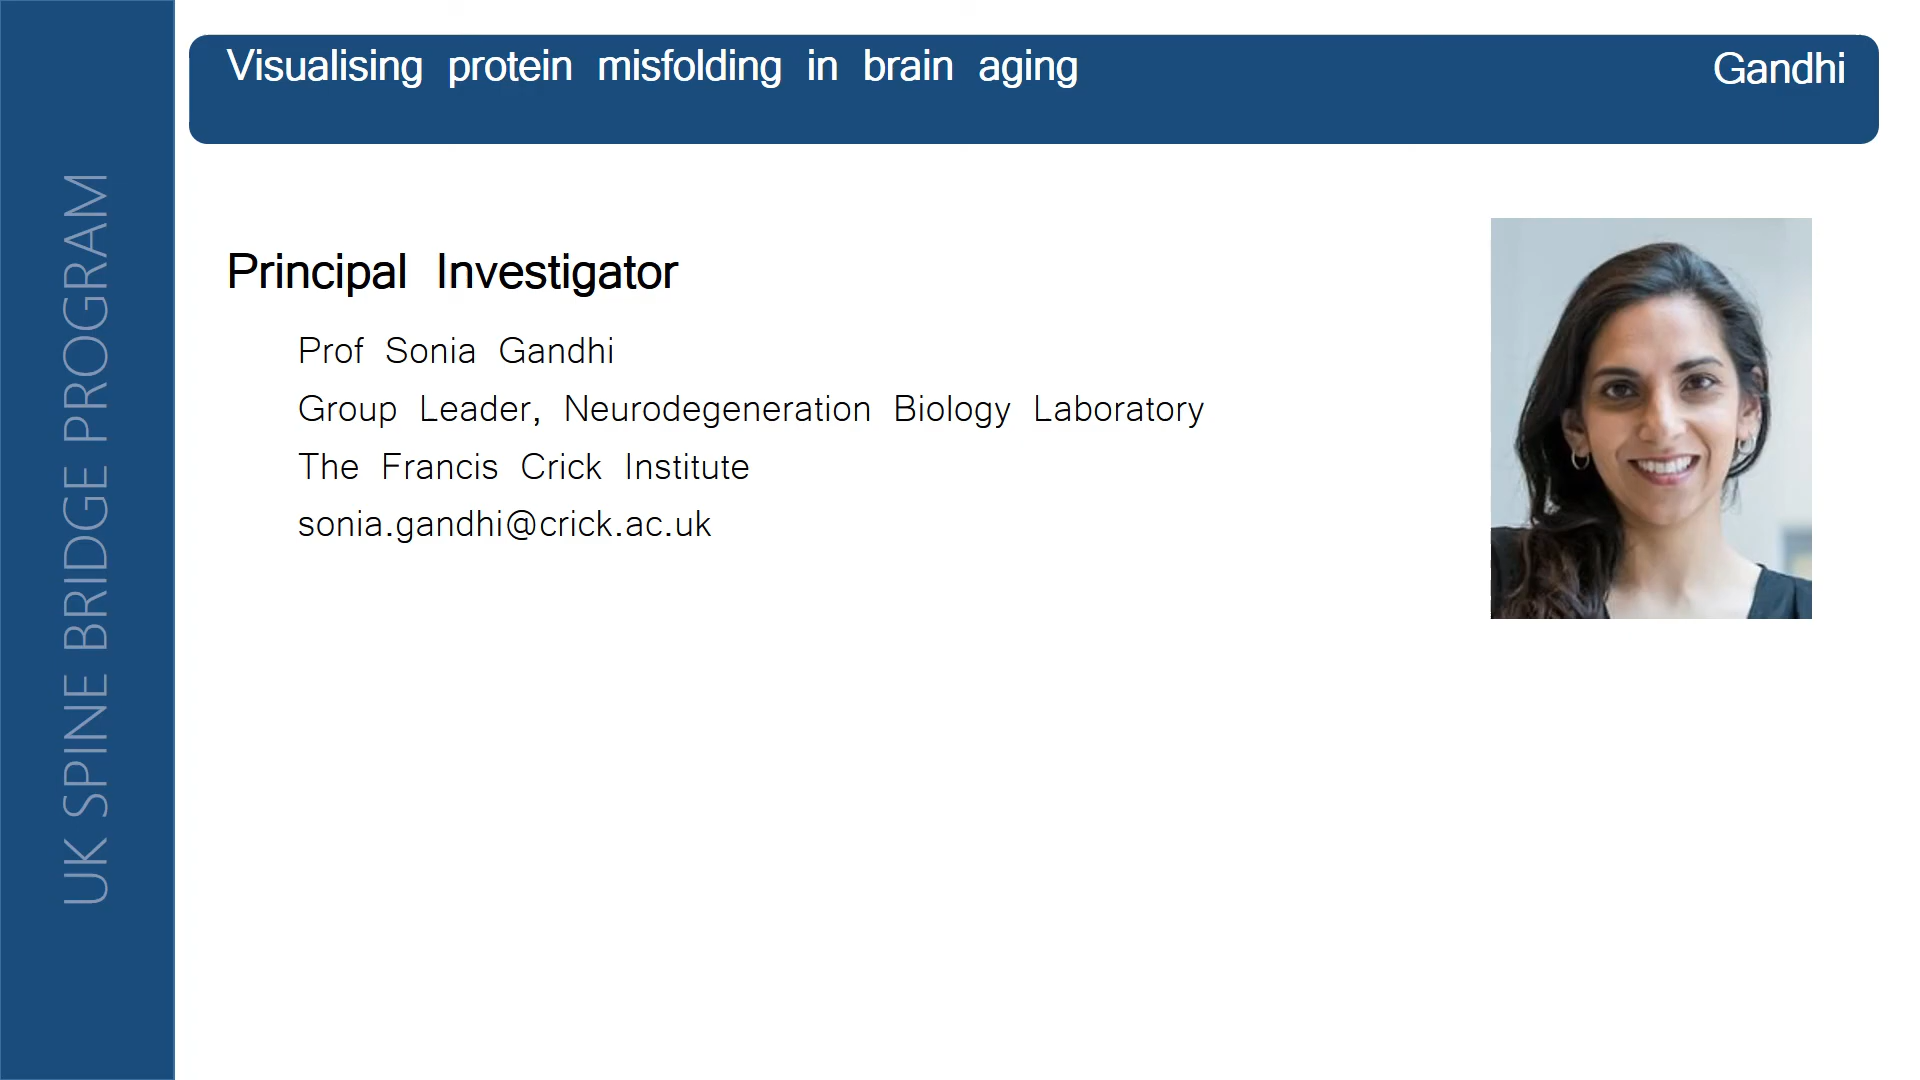 Visualising protein misfolding in brain aging
Gandhi
UK SPINE BRIDGE PROGRAM
Principal Investigator
Prof Sonia Gandhi
Group Leader, Neurodegeneration Biology Laboratory
The Francis Crick Institute
sonia.gandhi@crick.ac.uk